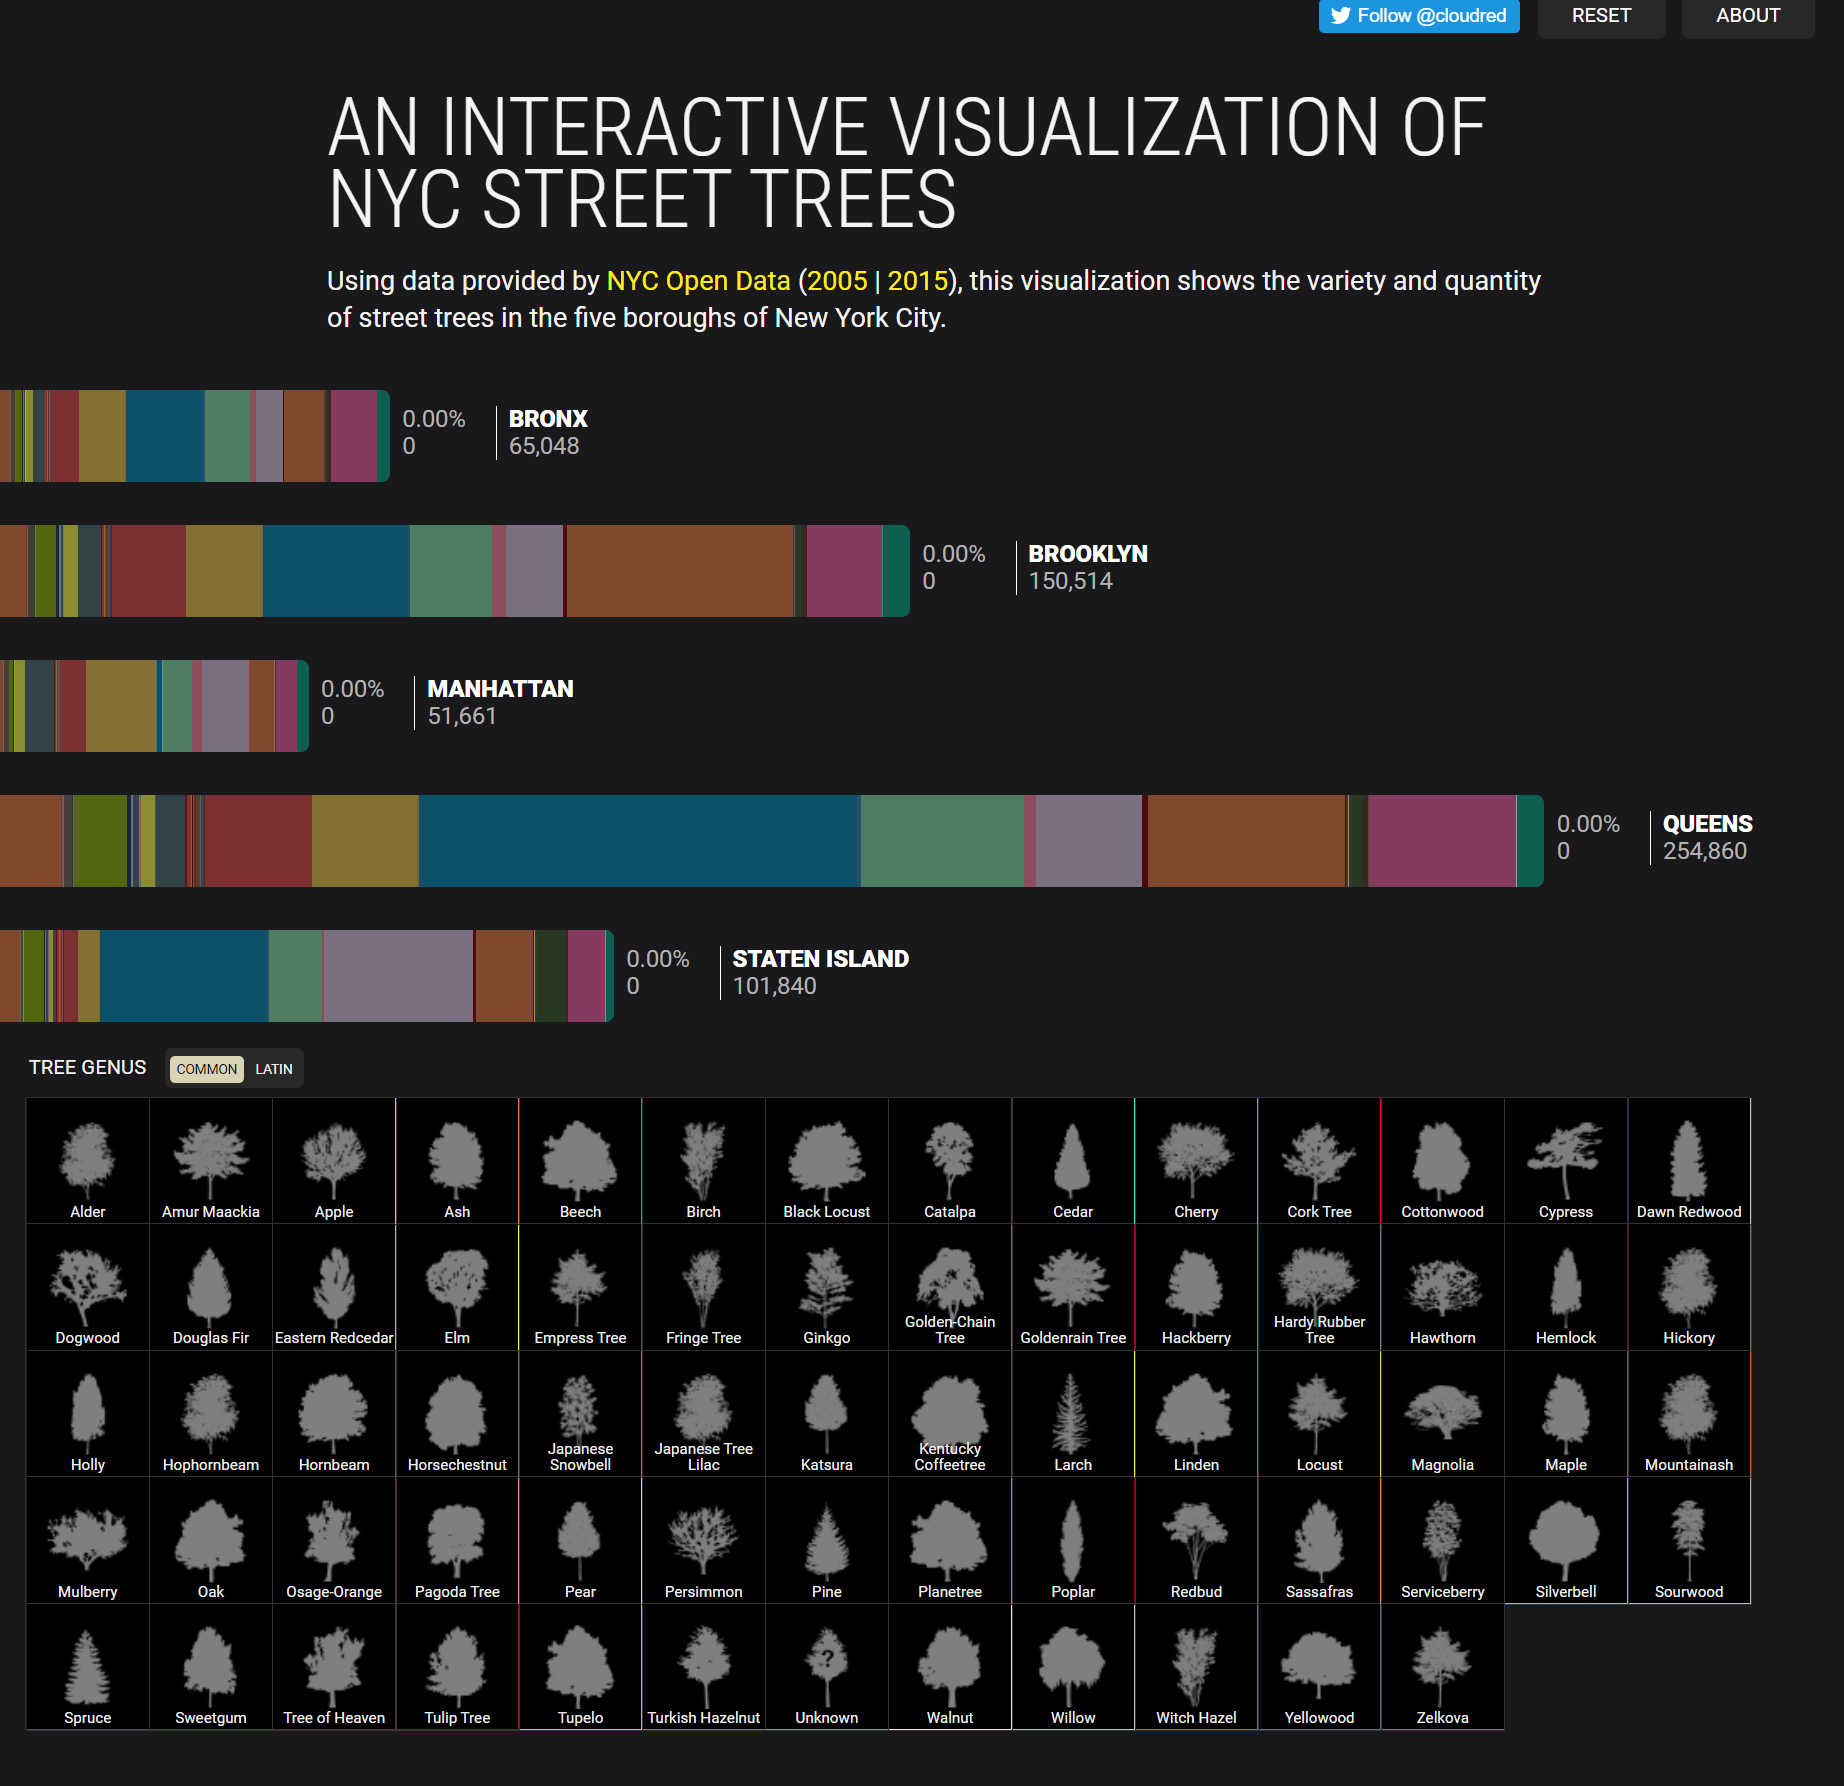 Follow @cloudred
RESET
ABOUT
AN INTERACTIVE VISUALIZATION OF
NYC STREET TREES
Using data provided by NYC Open Data (2005 | 2015), this visualization shows the variety and quantity
of street trees in the five boroughs of New York City.
0.00%
0
BRONX
65,048
0.00%
0
BROOKLYN
150,514
0.00%
0
MANHATTAN
51,661
0.00%
0
QUEENS
254,860
0.00%
0
STATEN ISLAND
101,840
TREE GENUS
COMMON
LATIN
Alder
Amur Maackia
Apple
Ash
Beech
Birch
Black Locust
Catalpa
Cedar
Cherry
Cork Tree
Cottonwood
Cypress
Dawn Redwood
Dogwood
Douglas Fir
Eastern Redcedar
Elm
Empress Tree
Fringe Tree
Ginkgo
Golden-Chain
Tree
Goldenrain Tree
Hackberry
Hardy Rubber
Tree
Hawthorn
Hemlock
Hickory
Holly
Hophornbeam
Hornbeam
Horsechestnut
Japanese
Snowbell
Japanese Tree
Lilac
Katsura
Kentucky
Coffeetree
Larch
Linden
Locust
Magnolia
Maple
Mountainash
Mulberry
Oak
Osage-Orange
Pagoda Tree
Pear
Persimmon
Pine
Planetree
Poplar
Redbud
Sassafras
Serviceberry
Silverbell
Sourwood
Spruce
Sweetgum
Tree of Heaven
Tulip Tree
Tupelo
Turkish Hazelnut
?
Unknown
Walnut
Willow
Witch Hazel
Yellowood
Zelkova